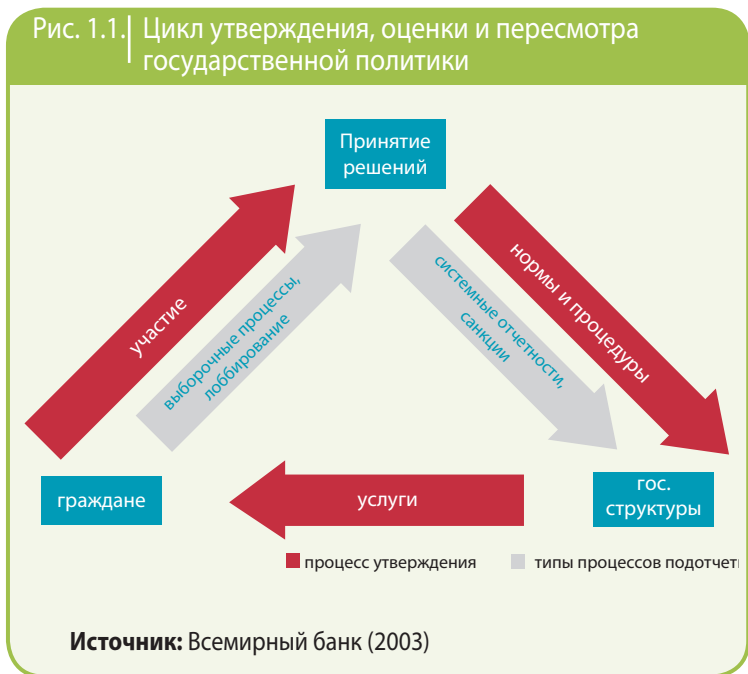 Рис. 1.1. Цикл утверждения, оценки и пересмотра
государственной политики
Принятие
решений
участие
выборочные процессы,
лоббирование
системные отчетности,
санкции
нормы и процедуры
граждане
услуги
гос.
структуры
процесс утверждения
типы процессов подотчет
Источник: Всемирный банк (2003)